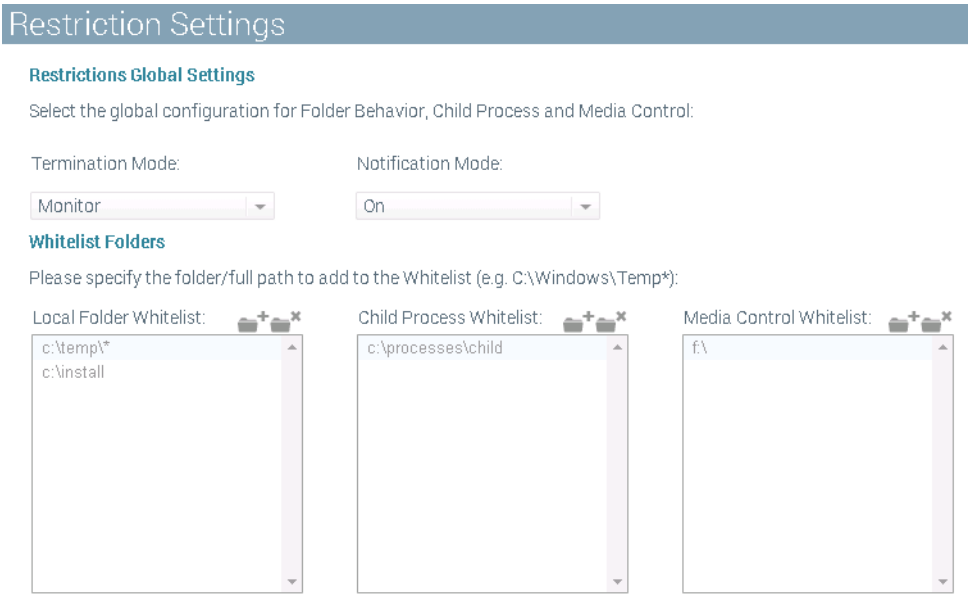 Restriction Settings
Restrictions Global Settings
Select the global configuration for Folder Behavior, Child Process and Media Control:
Termination Mode: Notification Mode:
Monitor On
Whitelist Folders
Please specify the folder/full path to add to the Whitelist (e.g. C:\Windows\Temp*):
Local Folder Whitelist: Child Process Whitelist: Media Control Whitelist:
c:\temp\* c:\processes\child f:\
c:\install